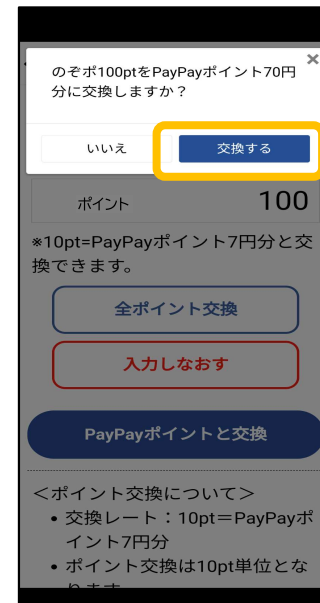 のぞポ100ptをPayPayポイント70円
分に交換しますか？
×
いいえ
交換する
ポイント
100
※10pt=PayPayポイント7円分と交
換できます。
全ポイント交換
入力しなおす
PayPayポイントと交換
＜ポイント交換について＞
• 交換レート：10pt＝PayPayポ
イント7円分
• ポイント交換は10pt単位とな
ります